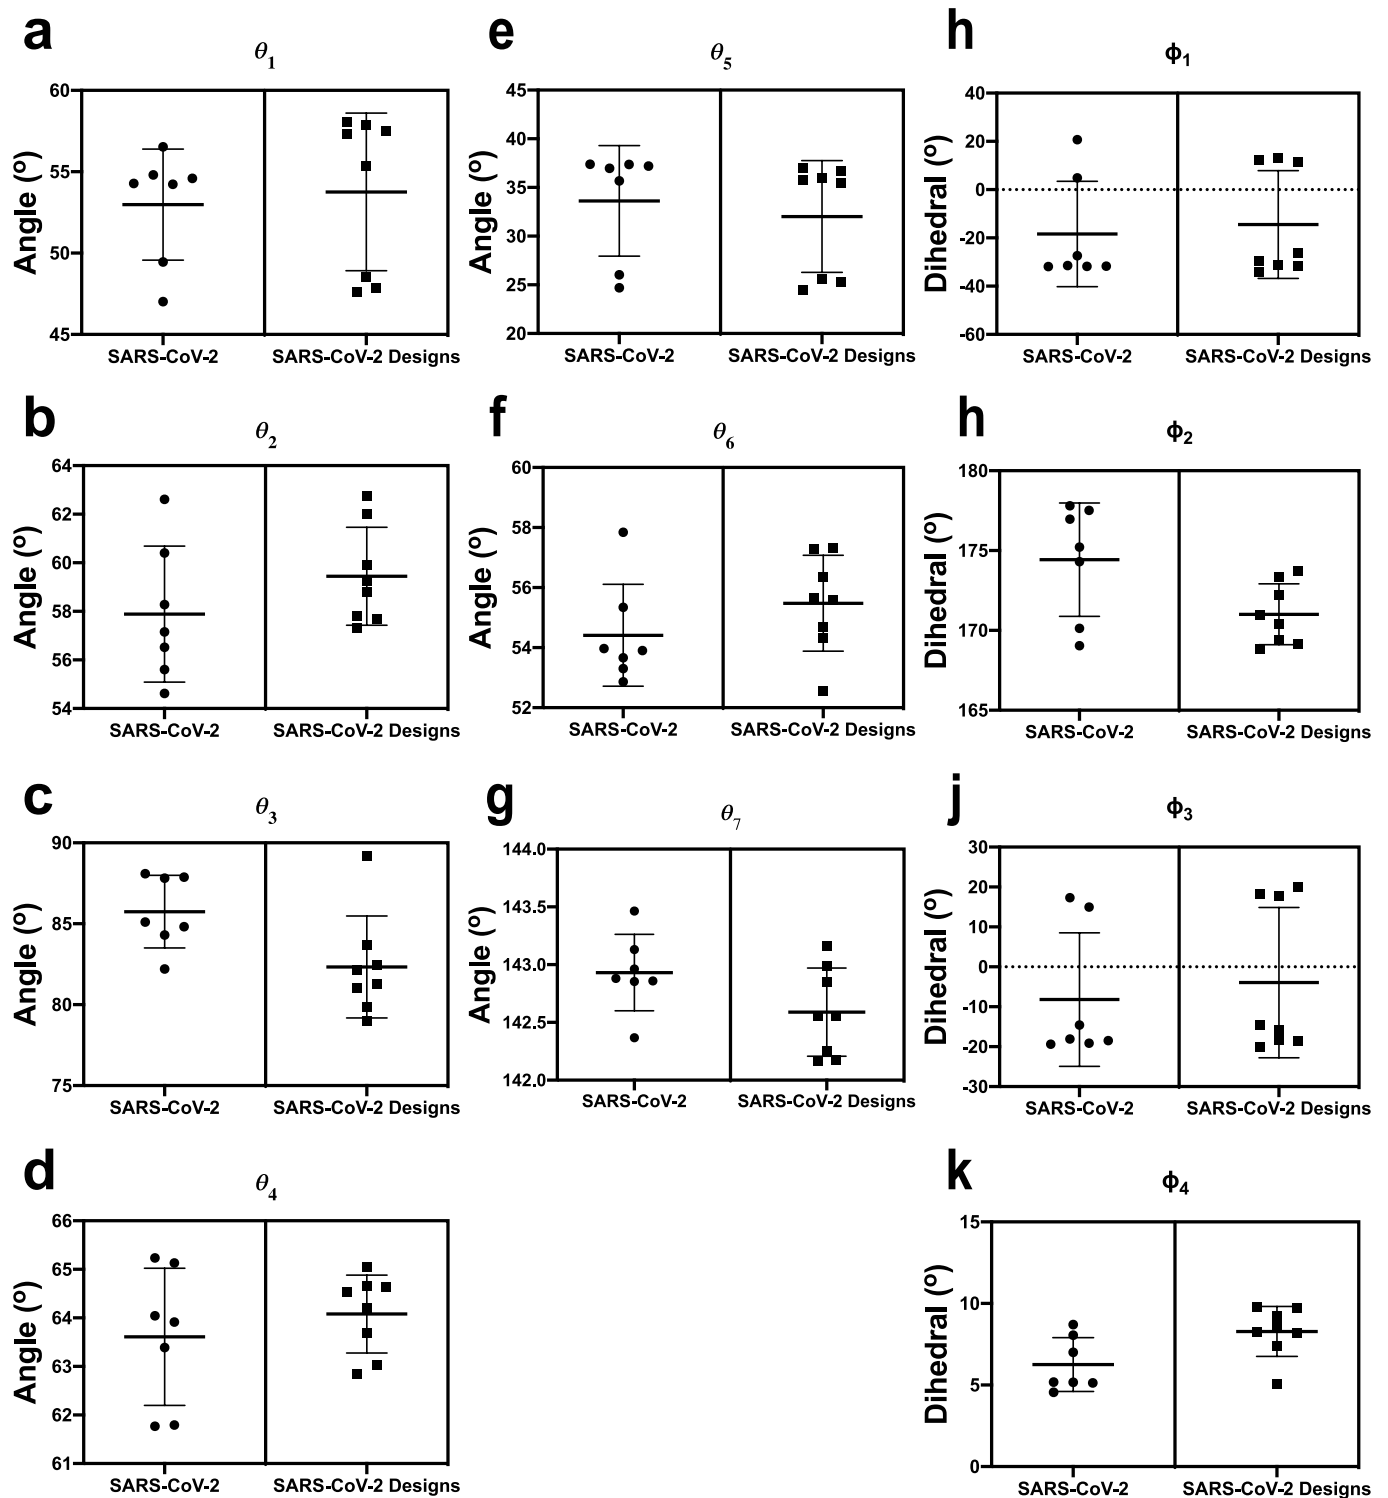 a
θ1
Angle (º)
60
55
50
45
SARS-CoV-2
SARS-CoV-2 Designs
e
θ5
Angle (º)
45
40
35
30
25
20
SARS-CoV-2
SARS-CoV-2 Designs
h
ϕ1
Dihedral (º)
40
20
0
-20
-40
-60
SARS-CoV-2
SARS-CoV-2 Designs
b
θ2
Angle (º)
64
62
60
58
56
54
SARS-CoV-2
SARS-CoV-2 Designs
f
θ6
Angle (º)
60
58
56
54
52
SARS-CoV-2
SARS-CoV-2 Designs
h
ϕ2
Dihedral (º)
180
175
170
165
SARS-CoV-2
SARS-CoV-2 Designs
c
θ3
Angle (º)
90
85
80
75
SARS-CoV-2
SARS-CoV-2 Designs
g
θ7
Angle (º)
144.0
143.5
143.0
142.5
142.0
SARS-CoV-2
SARS-CoV-2 Designs
j
ϕ3
Dihedral (º)
30
20
10
0
-10
-20
-30
SARS-CoV-2
SARS-CoV-2 Designs
d
θ4
Angle (º)
66
65
64
63
62
61
SARS-CoV-2
SARS-CoV-2 Designs
k
ϕ4
Dihedral (º)
15
10
5
0
SARS-CoV-2
SARS-CoV-2 Designs